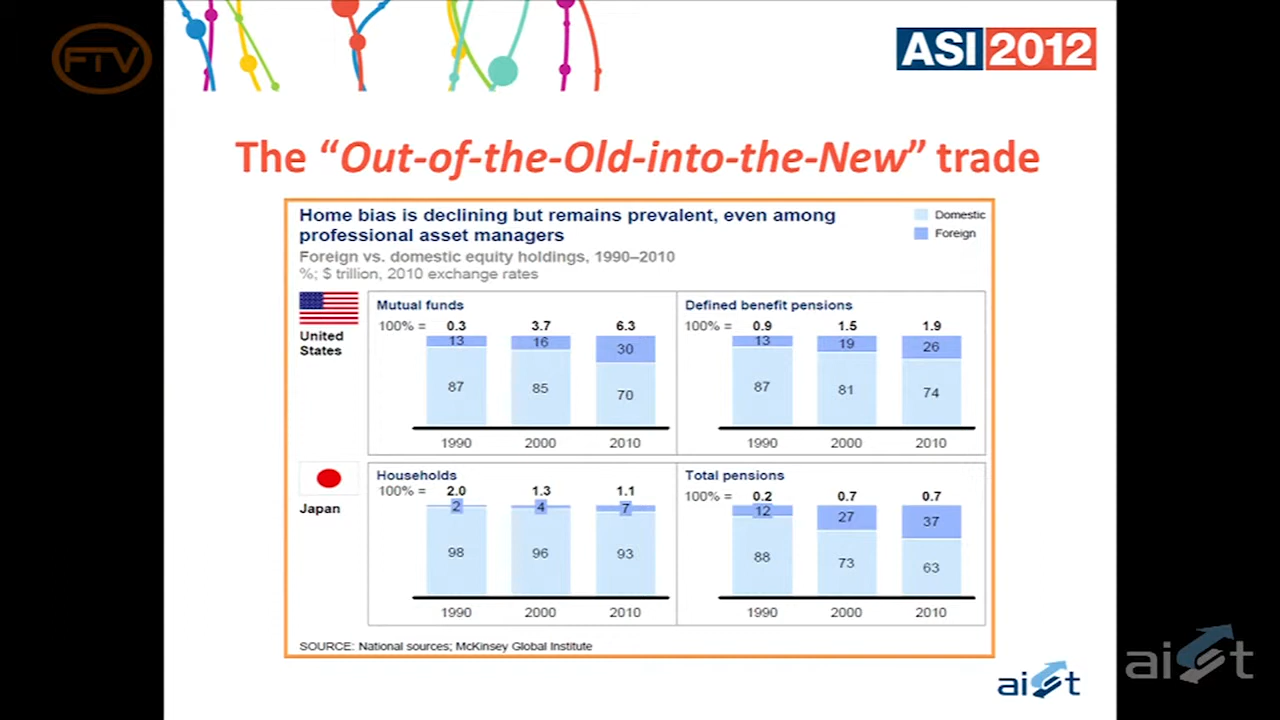 FTV
ASI 2012
The “Out-of-the-Old-into-the-New” trade
Home bias is declining but remains prevalent, even among
professional asset managers
Foreign vs. domestic equity holdings, 1990–2010
%; $ trillion, 2010 exchange rates
Domestic
Foreign
United
States
Mutual funds
100% = 0.3 3.7 6.3
13 16 30
87 85 70
1990 2000 2010
Defined benefit pensions
100% = 0.9 1.5 1.9
13 19 26
87 81 74
1990 2000 2010
Japan
Households
100% = 2.0 1.3 1.1
2 4 7
98 96 93
1990 2000 2010
Total pensions
100% = 0.2 0.7 0.7
12 27 37
88 73 63
1990 2000 2010
SOURCE: National sources; McKinsey Global Institute
aist
aist